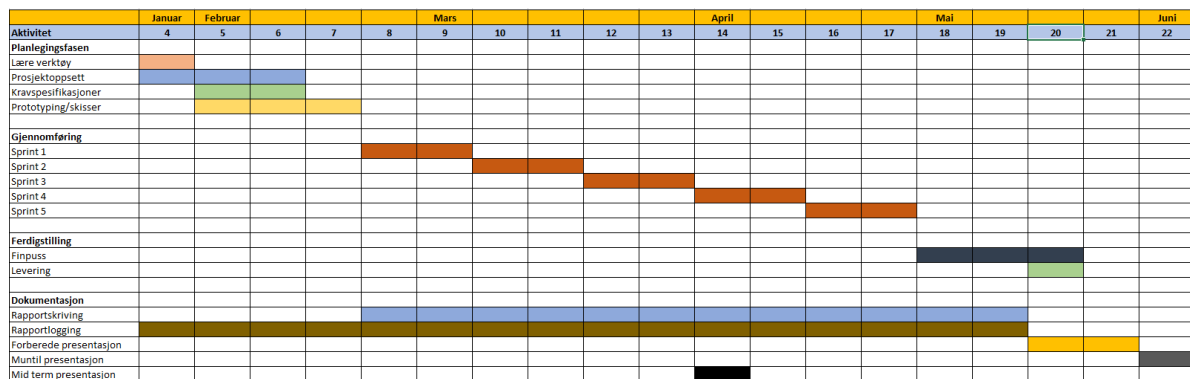 Januar Februar Mars April Mai Juni
Aktivitet 4 5 6 7 8 9 10 11 12 13 14 15 16 17 18 19 20 21 22
Planlegingsfasen
Lære verktøy
Prosjektoppsett
Kravspesifikasjoner
Prototyping/skisser
Gjennomføring
Sprint 1
Sprint 2
Sprint 3
Sprint 4
Sprint 5
Ferdigstilling
Finpuss
Levering
Dokumentasjon
Rapportskriving
Rapportlogging
Forberede presentasjon
Muntil presentasjon
Mid term presentasjon